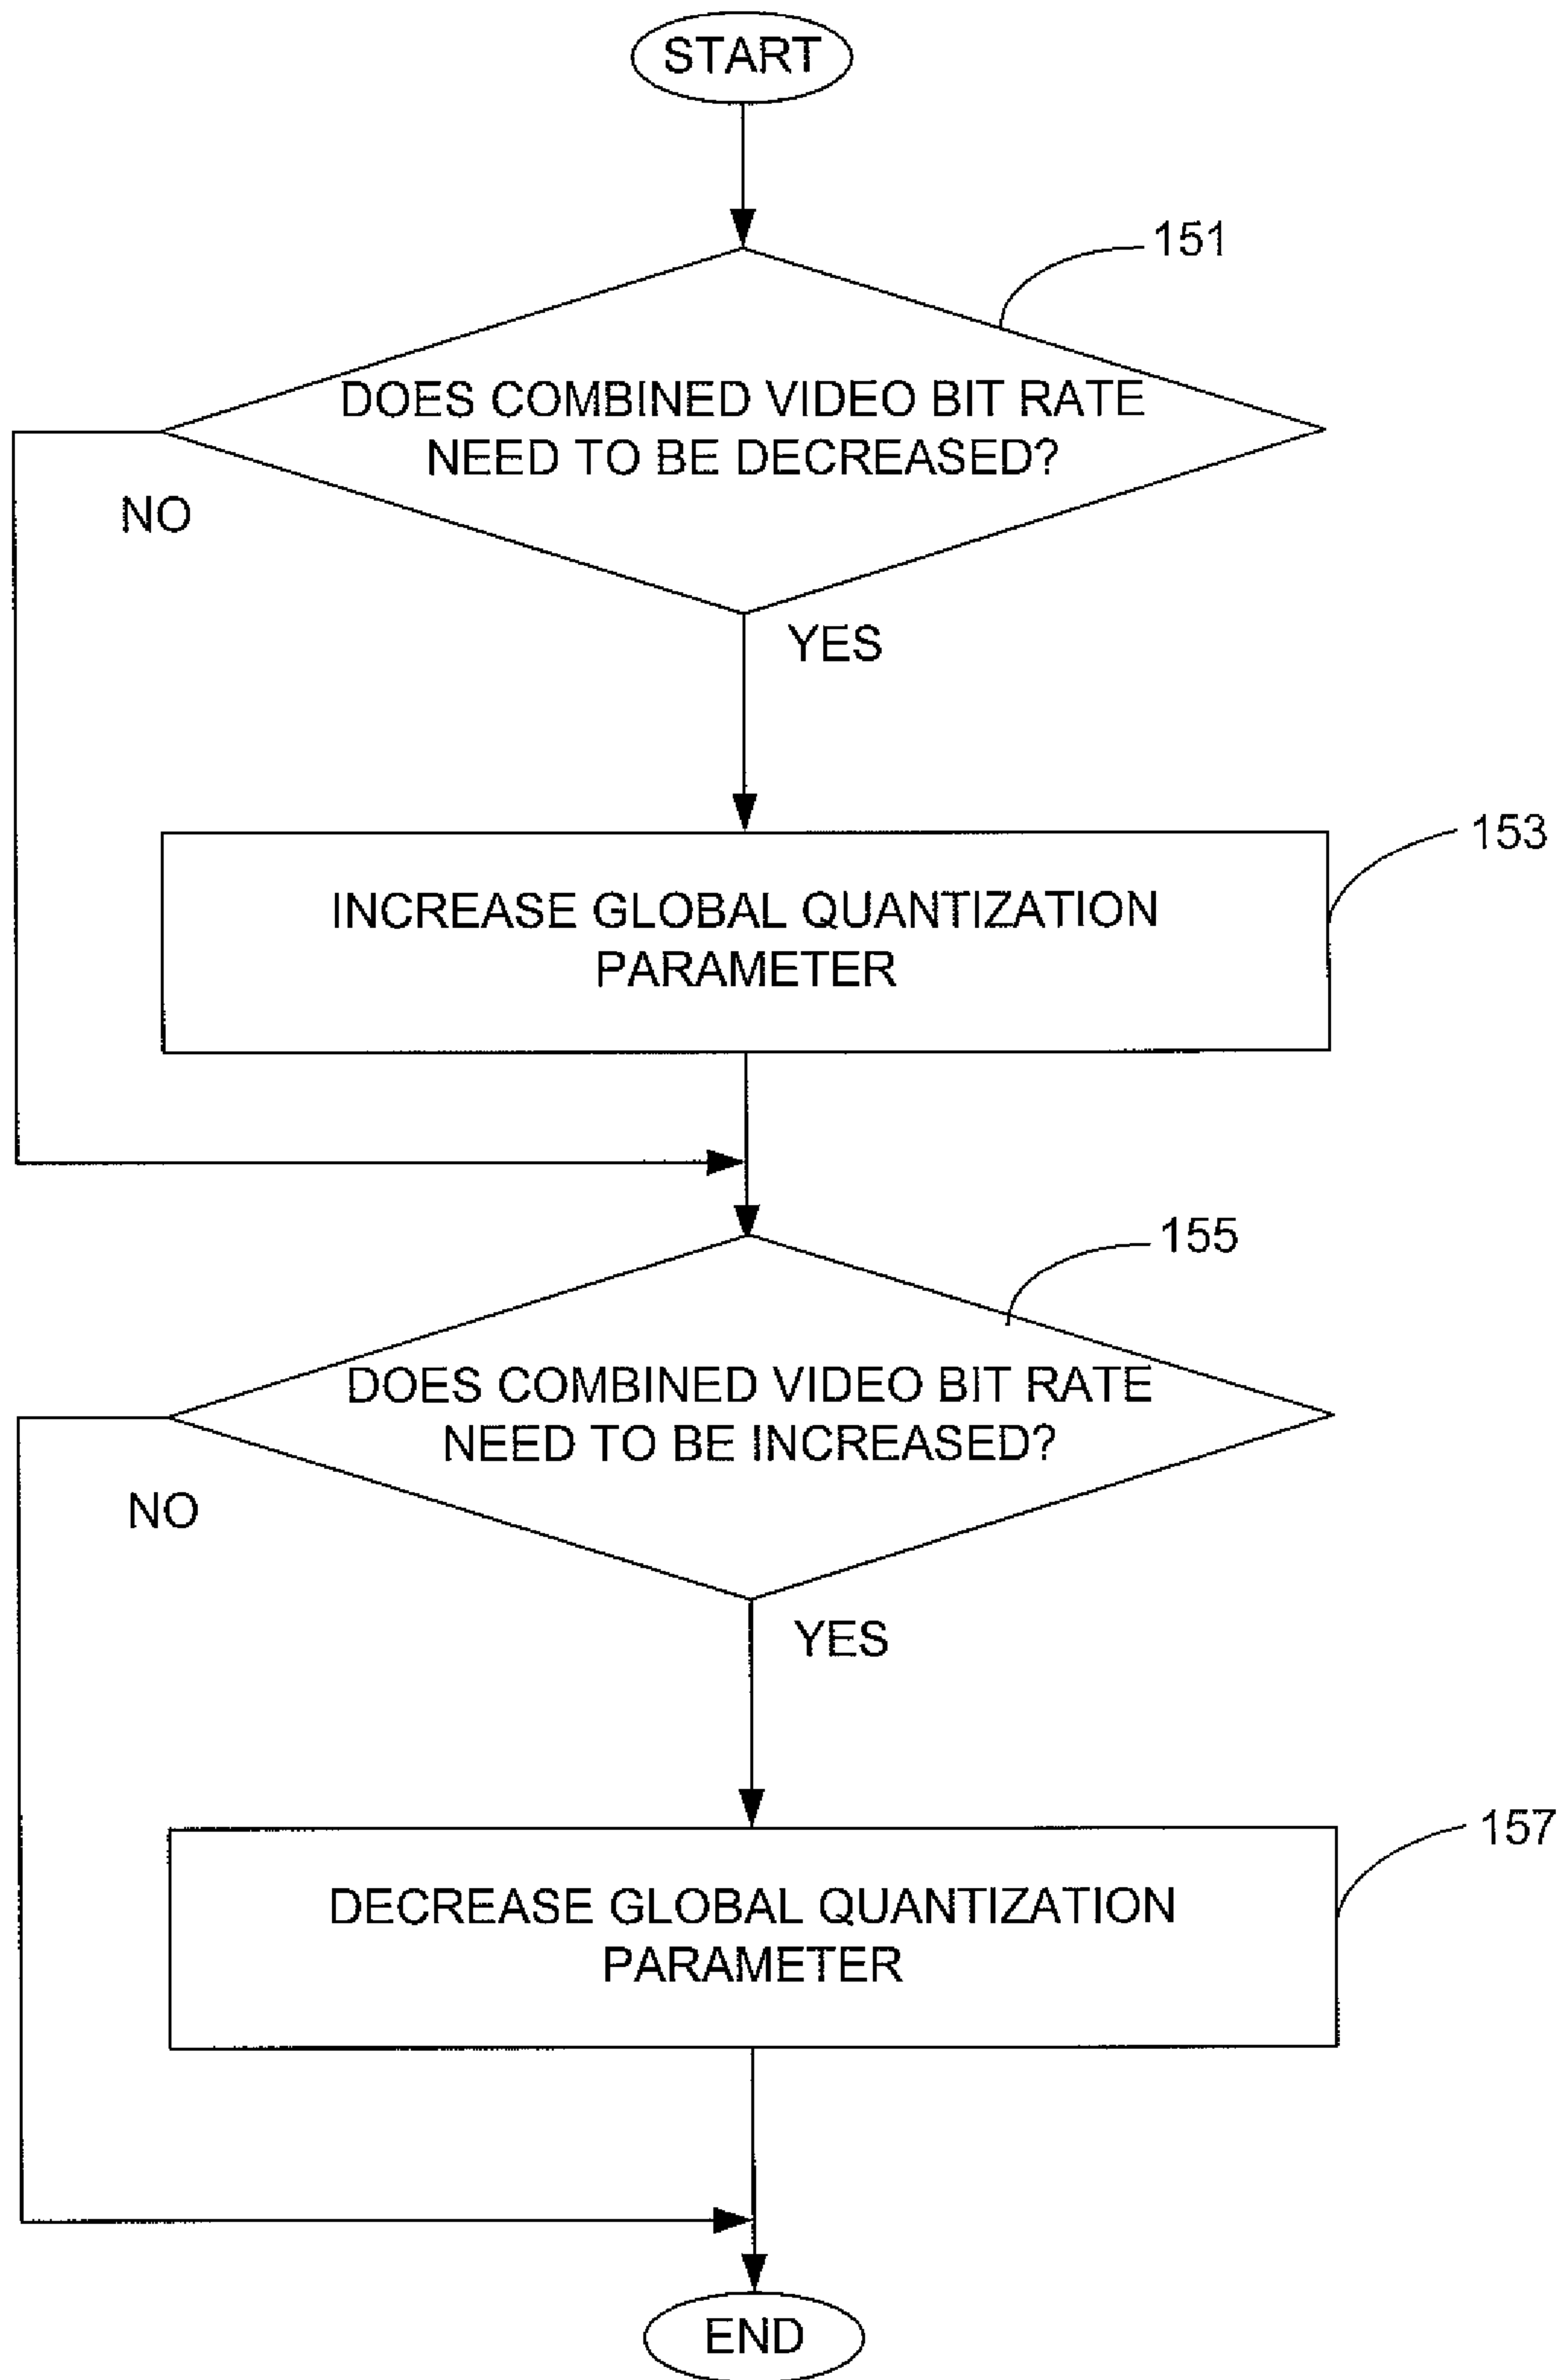 START
151
DOES COMBINED VIDEO BIT RATE
NEED TO BE DECREASED?
NO
YES
153
INCREASE GLOBAL QUANTIZATION
PARAMETER
155
DOES COMBINED VIDEO BIT RATE
NEED TO BE INCREASED?
NO
YES
157
DECREASE GLOBAL QUANTIZATION
PARAMETER
END